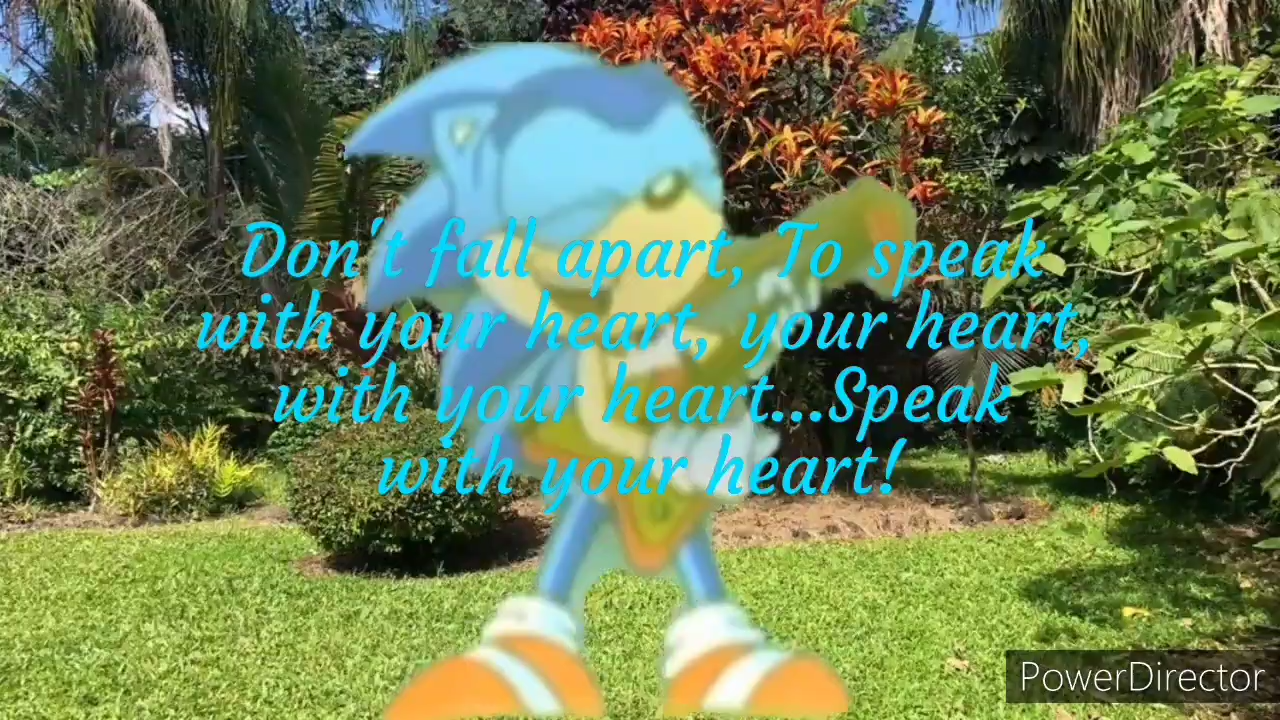 Don't fall apart, To speak
with your heart, your heart,
with your heart...Speak
with your heart!
PowerDirector